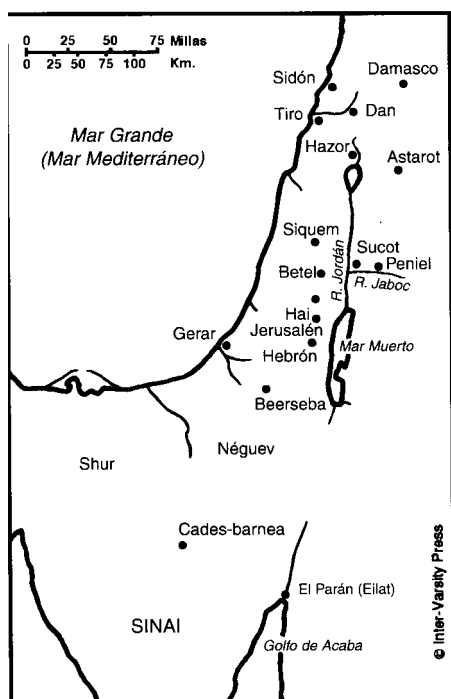 0 25 50 75 Millas
0 25 50 75 100 Km.
Sidón
Damasco
Tiro
Dan
Mar Grande
(Mar Mediterráneo)
Hazor
Astarot
Siquem
Sucot
Betel
Peniel
R. Jordán
R. Jaboc
Hai
Gerar
Jerusalén
Mar Muerto
Hebrón
Beerseba
Néguev
Shur
Cades-barnea
El Parán (Eilat)
SINAI
Golfo de Acaba
© Inter-Varsity Press